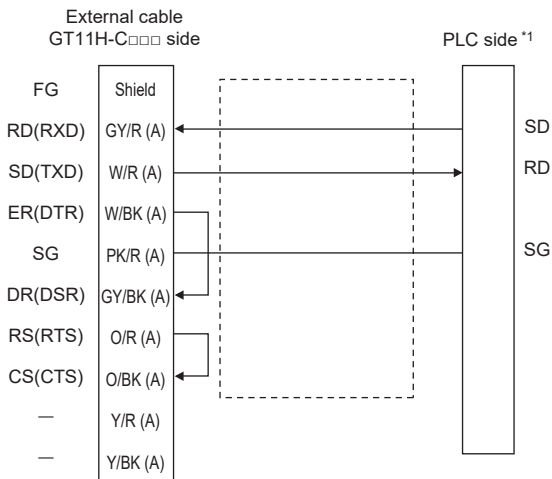 External cable
GT11H-C□□□ side
PLC side *1
FG Shield
RD(RXD) GY/R (A) SD
SD(TXD) W/R (A) RD
ER(DTR) W/BK (A)
SG PK/R (A) SG
DR(DSR) GY/BK (A)
RS(RTS) O/R (A)
CS(CTS) O/BK (A)
— Y/R (A)
— Y/BK (A)